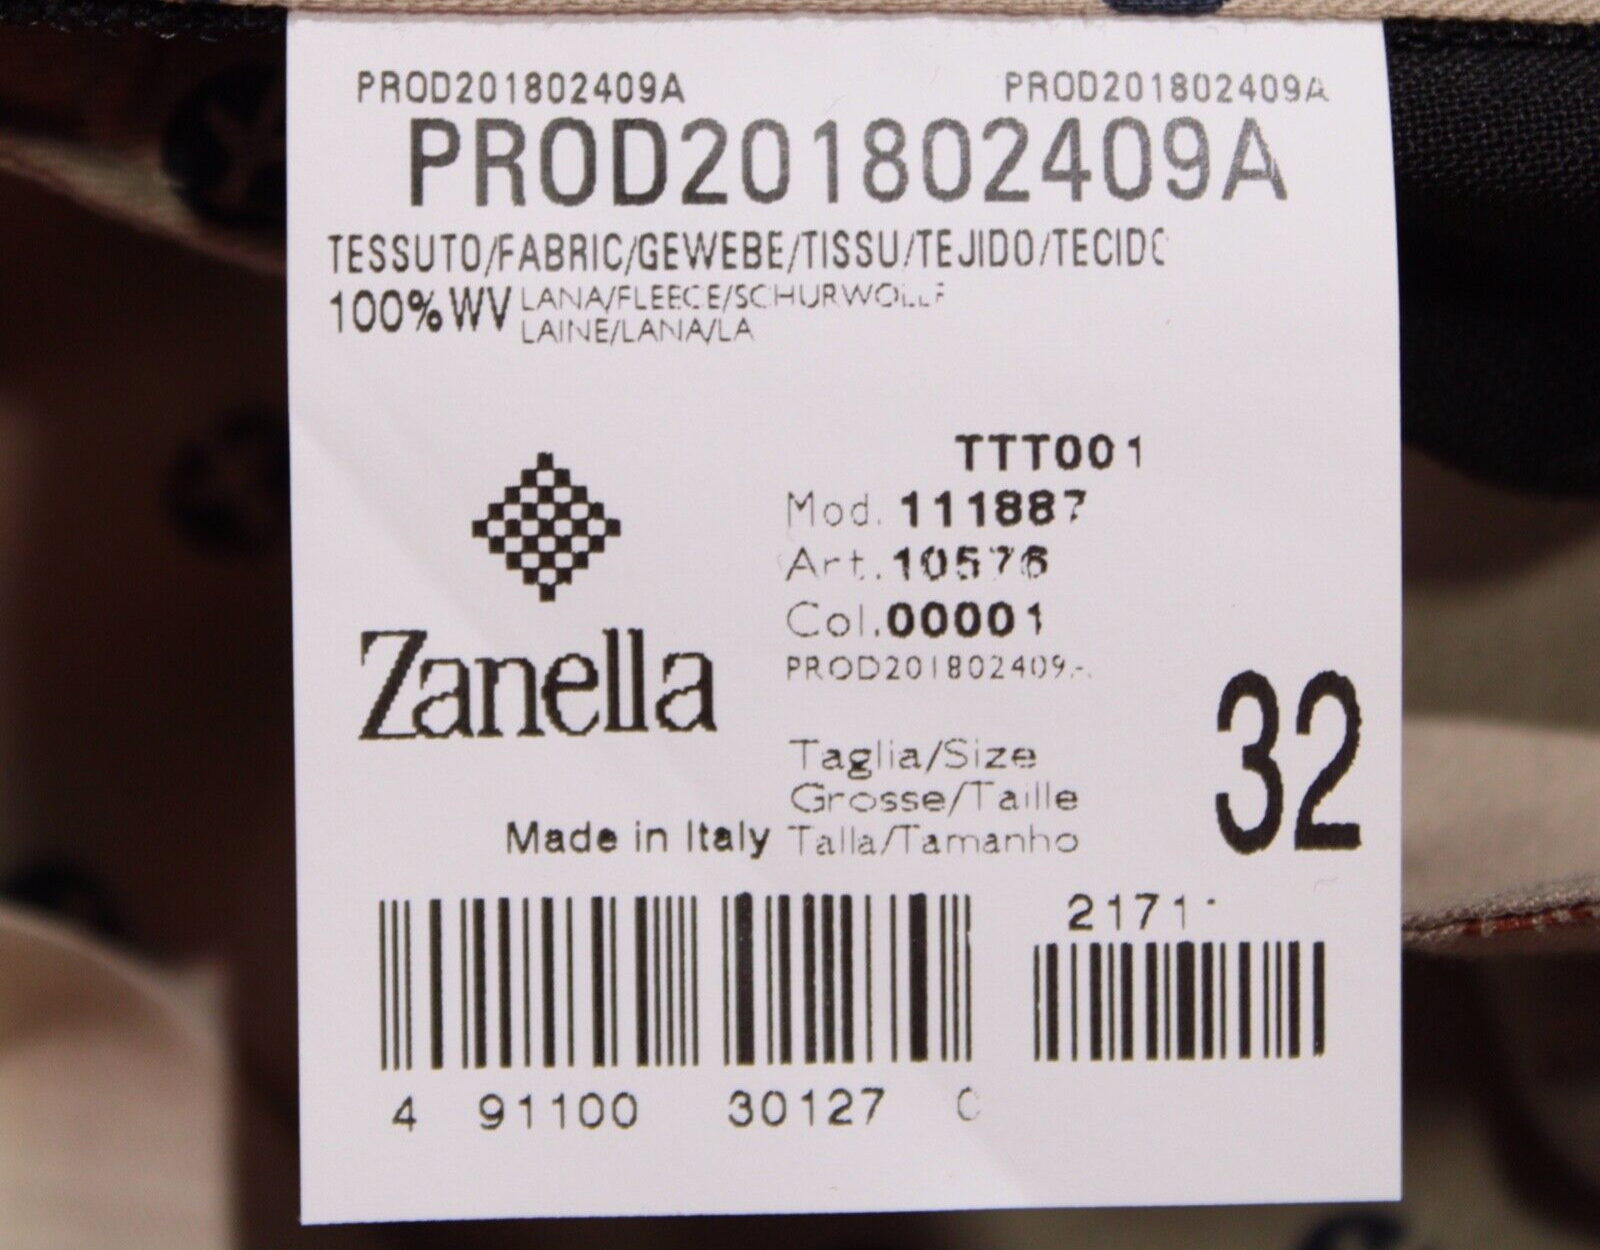 PROD201802409A PROD201802409A
PROD201802409A
TESSUTO/FABRIC/GEWEBE/TISSU/TEJIDO/TECIDO
100% WV LANA/FLEECE/SCHURWOLLE
LAINE/LANA/LA
TTT001
Mod. 111887
Art. 10576
Col. 00001
PROD201802409
Zanella
Taglia/Size
Grosse/Taille
Talla/Tamanho
32
Made in Italy
2171
4 91100 30127